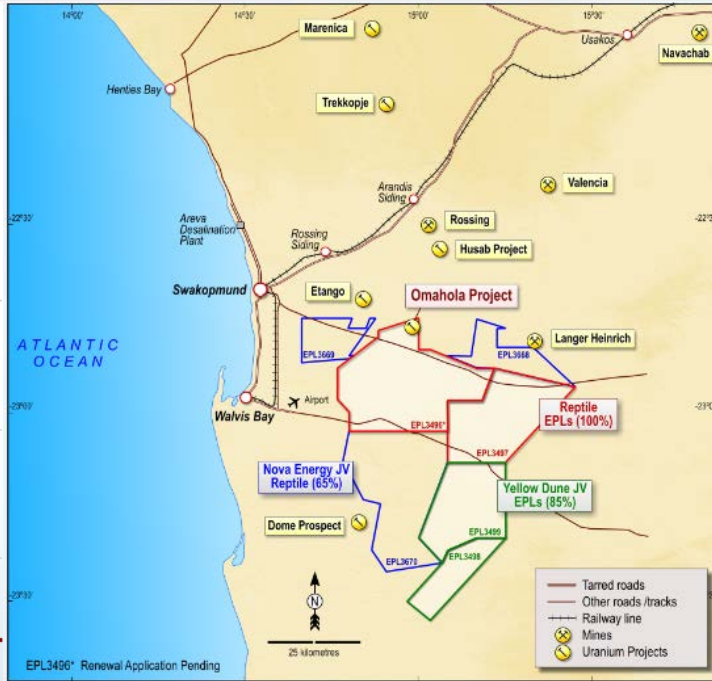 14°00'
14°30'
15°00'
15°30'
Marenica
Usakos
Navachab
Henties Bay
Trekkopje
Arandis
Siding
Valencia
22°30'
22°30'
Areva
Desalination
Plant
Rossing
Rossing
Siding
Husab Project
Swakopmund
Etango
Omahola Project
ATLANTIC
OCEAN
EPL3669
EPL3668
Langer Heinrich
Airport
23°00'
23°00'
Walvis Bay
Reptile
EPLs (100%)
EPL3496*
EPL3497
Nova Energy JV
Reptile (65%)
Yellow Dune JV
EPLs (85%)
Dome Prospect
EPL3499
EPL3498
EPL3670
23°30'
N
25 kilometres
Tarred roads
Other roads /tracks
Railway line
Mines
Uranium Projects
EPL3496* Renewal Application Pending